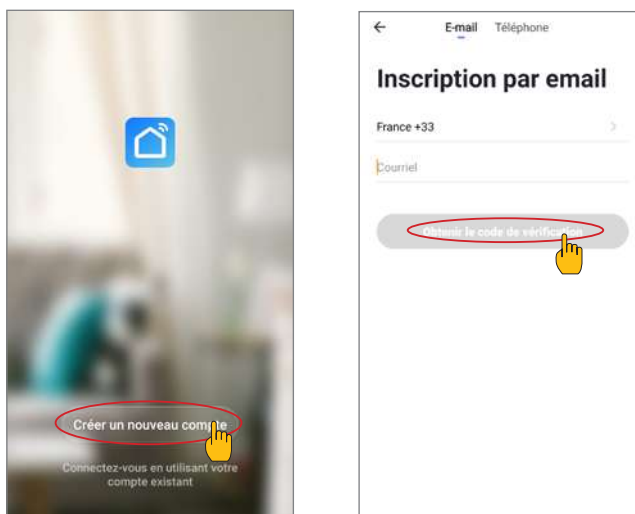 Créer un nouveau compte
Connectez-vous en utilisant votre
compte existant
E-mail Téléphone
Inscription par email
France +33
Courriel
Obtenir le code de vérification